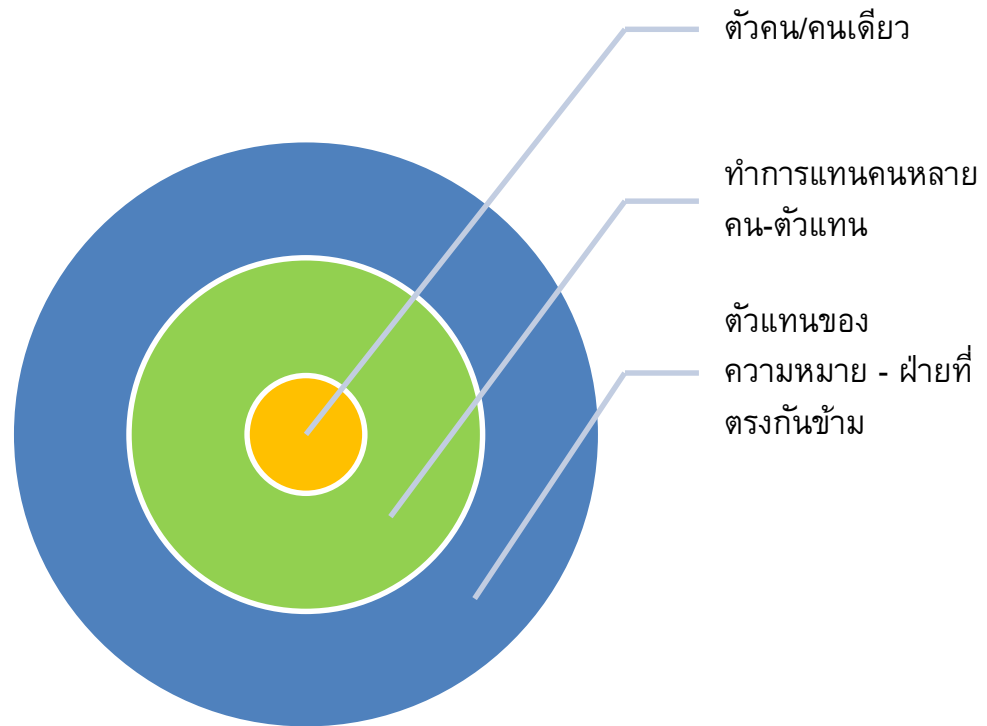 ตัวคน/คนเดียว
ทำการแทนคนหลาย
คน-ตัวแทน
ตัวแทนของ
ความหมาย - ฝ่ายที่
ตรงกันข้าม